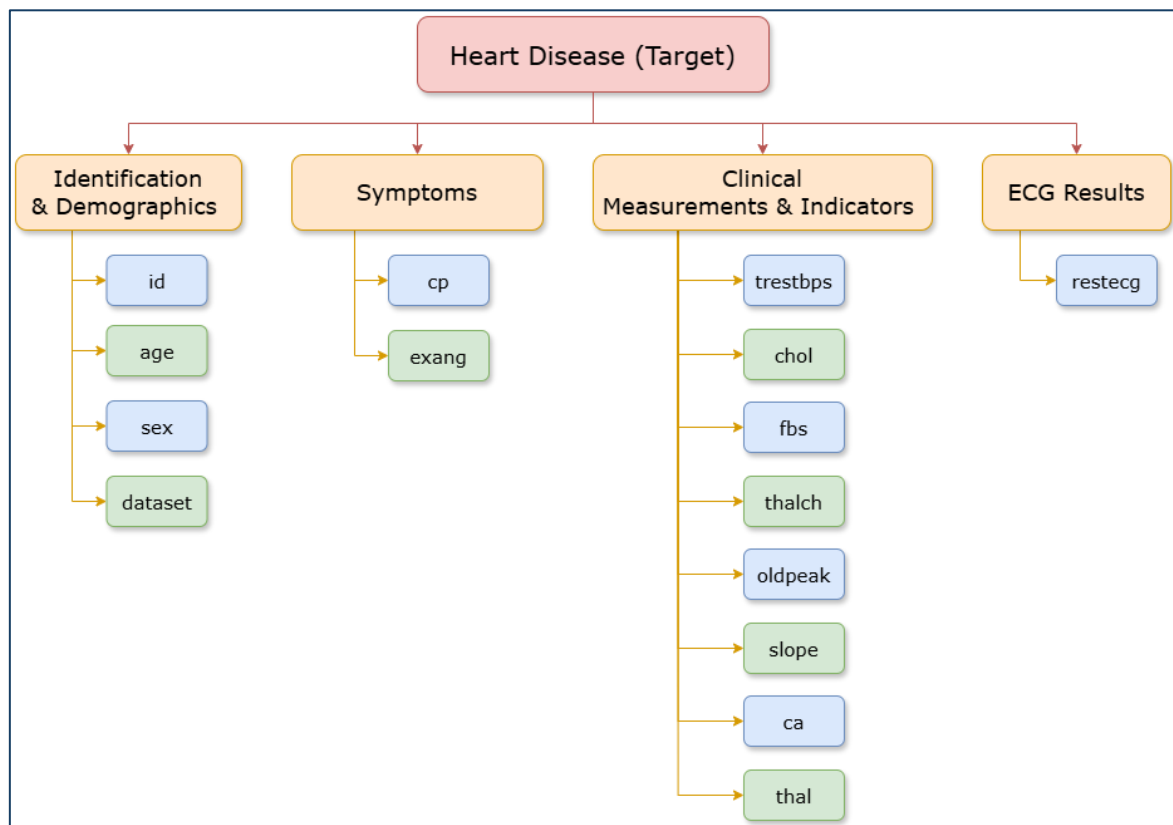 Heart Disease (Target)
Identification
& Demographics
id
age
sex
dataset
Symptoms
cp
exang
Clinical
Measurements & Indicators
trestbps
chol
fbs
thalch
oldpeak
slope
ca
thal
ECG Results
restecg